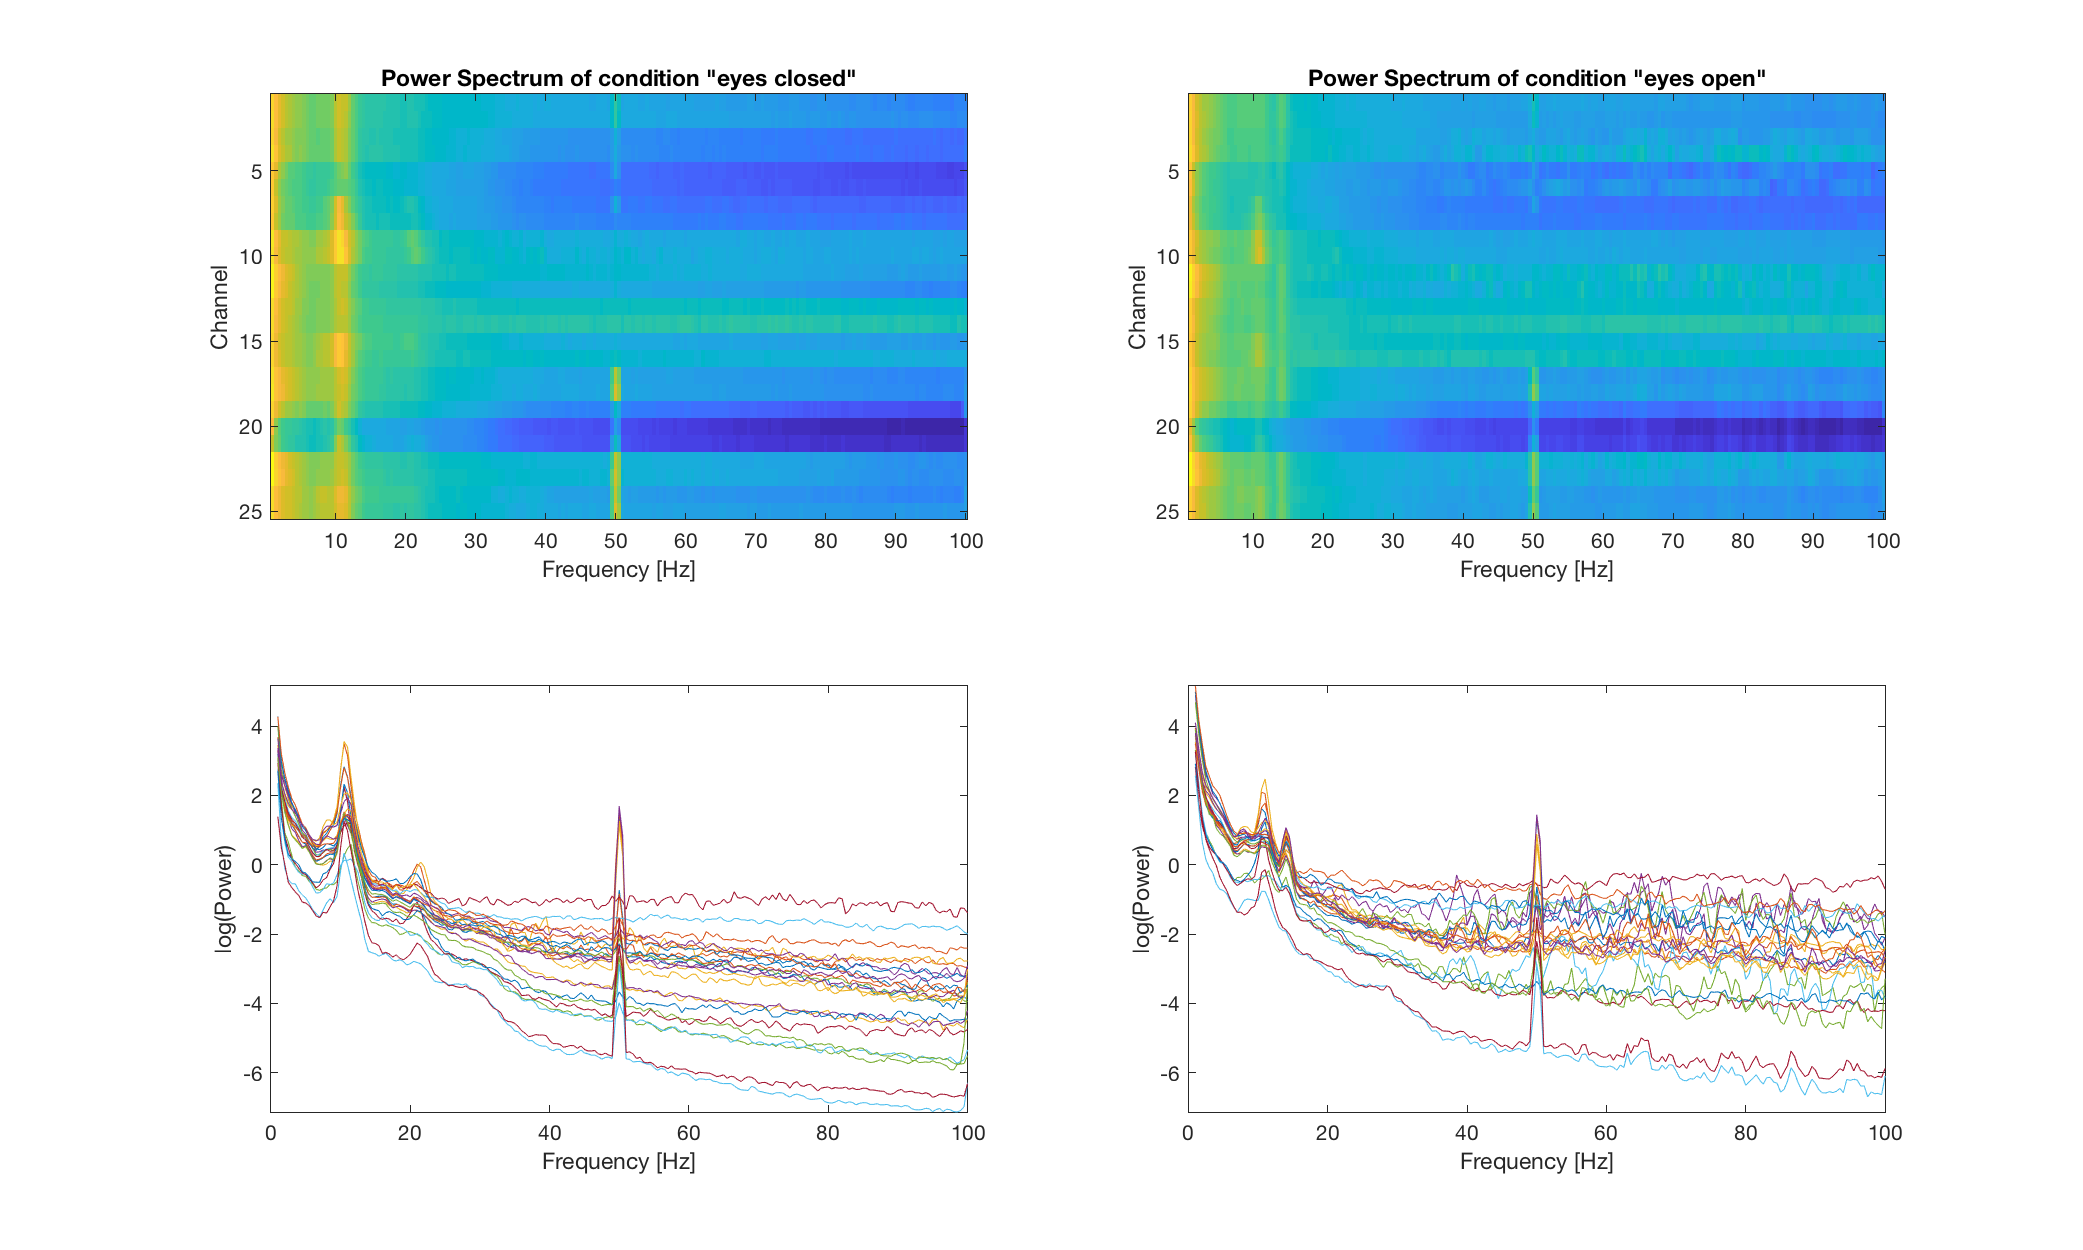 Power Spectrum of condition "eyes closed"
5
10
15
20
25
Channel
10 20 30 40 50 60 70 80 90 100
Frequency [Hz]
Power Spectrum of condition "eyes open"
5
10
15
20
25
Channel
10 20 30 40 50 60 70 80 90 100
Frequency [Hz]
4
2
0
-2
-4
-6
log(Power)
0 20 40 60 80 100
Frequency [Hz]
4
2
0
-2
-4
-6
log(Power)
0 20 40 60 80 100
Frequency [Hz]